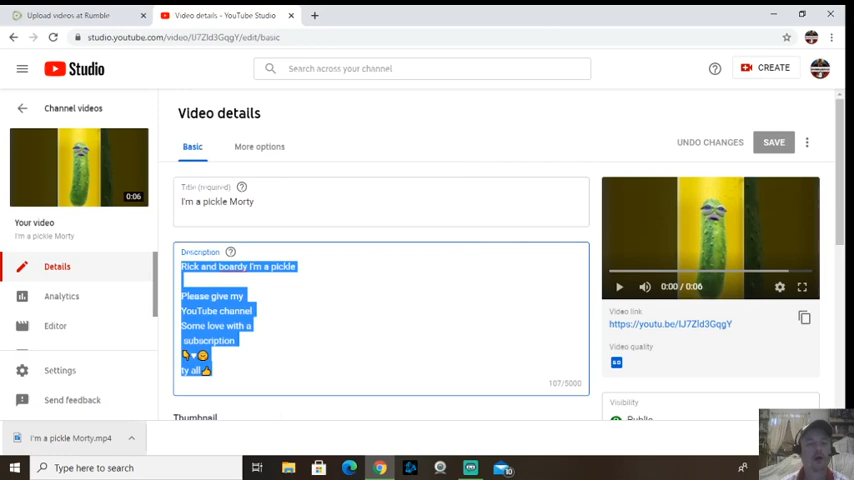 Upload videos at Rumble
Video details - YouTube Studio
studio.youtube.com/video/IJ7ZId3GqgY/edit/basic
Studio
Search across your channel
CREATE
Channel videos
0:06
Your video
I'm a pickle Morty
Details
Analytics
Editor
Settings
Send feedback
Video details
Basic
More options
UNDO CHANGES
SAVE
Title (required)
I'm a pickle Morty
Description
Rick and boardy I'm a pickle
Please give my
YouTube channel
Some love with a
subscription
👇▼😊
ty all👍
107/5000
Thumbnail
0:00 / 0:06
Video link
https://youtu.be/IJ7ZId3GqgY
Video quality
SD
Visibility
Public
I'm a pickle Morty.mp4
Type here to search
10